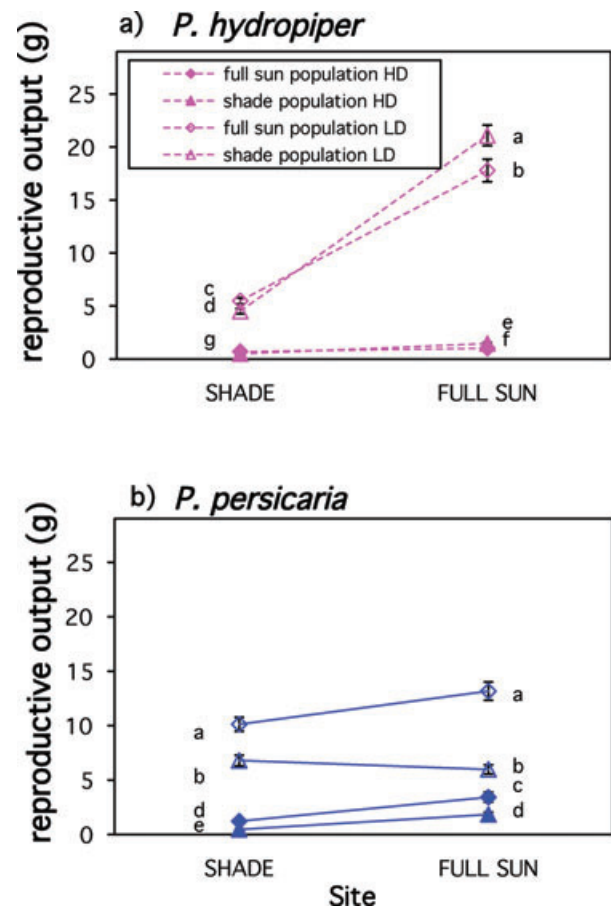 a) P. hydropiper
reproductive output (g)
25
20
15
10
5
0
full sun population HD
shade population HD
full sun population LD
shade population LD
a
b
c
d
e
f
g
SHADE FULL SUN
b) P. persicaria
reproductive output (g)
25
20
15
10
5
0
a
a
b
b
c
d
d
e
SHADE FULL SUN
Site